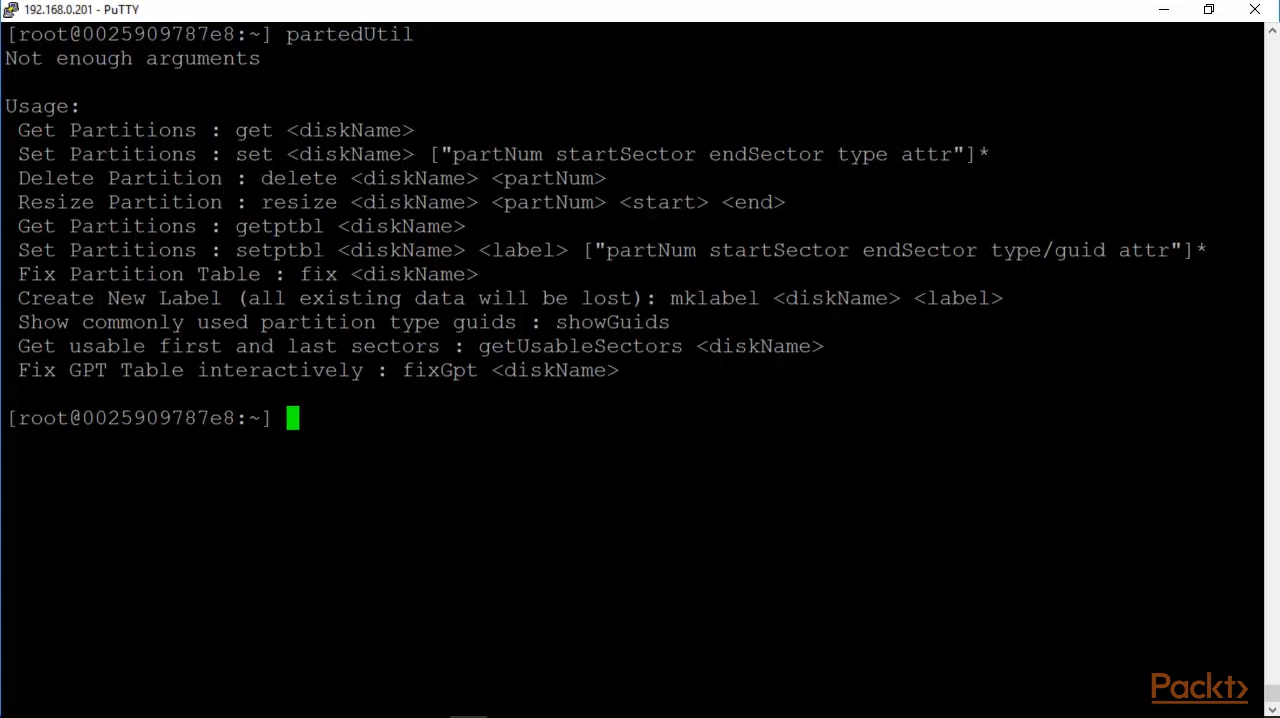 192.168.0.201 - PuTTY
[root@0025909787e8:~] partedUtil
Not enough arguments
Usage:
Get Partitions : get <diskName>
Set Partitions : set <diskName> ["partNum startSector endSector type attr"]*
Delete Partition : delete <diskName> <partNum>
Resize Partition : resize <diskName> <partNum> <start> <end>
Get Partitions : getptbl <diskName>
Set Partitions : setptbl <diskName> <label> ["partNum startSector endSector type/guid attr"]*
Fix Partition Table : fix <diskName>
Create New Label (all existing data will be lost): mklabel <diskName> <label>
Show commonly used partition type guids : showGuids
Get usable first and last sectors : getUsableSectors <diskName>
Fix GPT Table interactively : fixGpt <diskName>
[root@0025909787e8:~]
Packt>